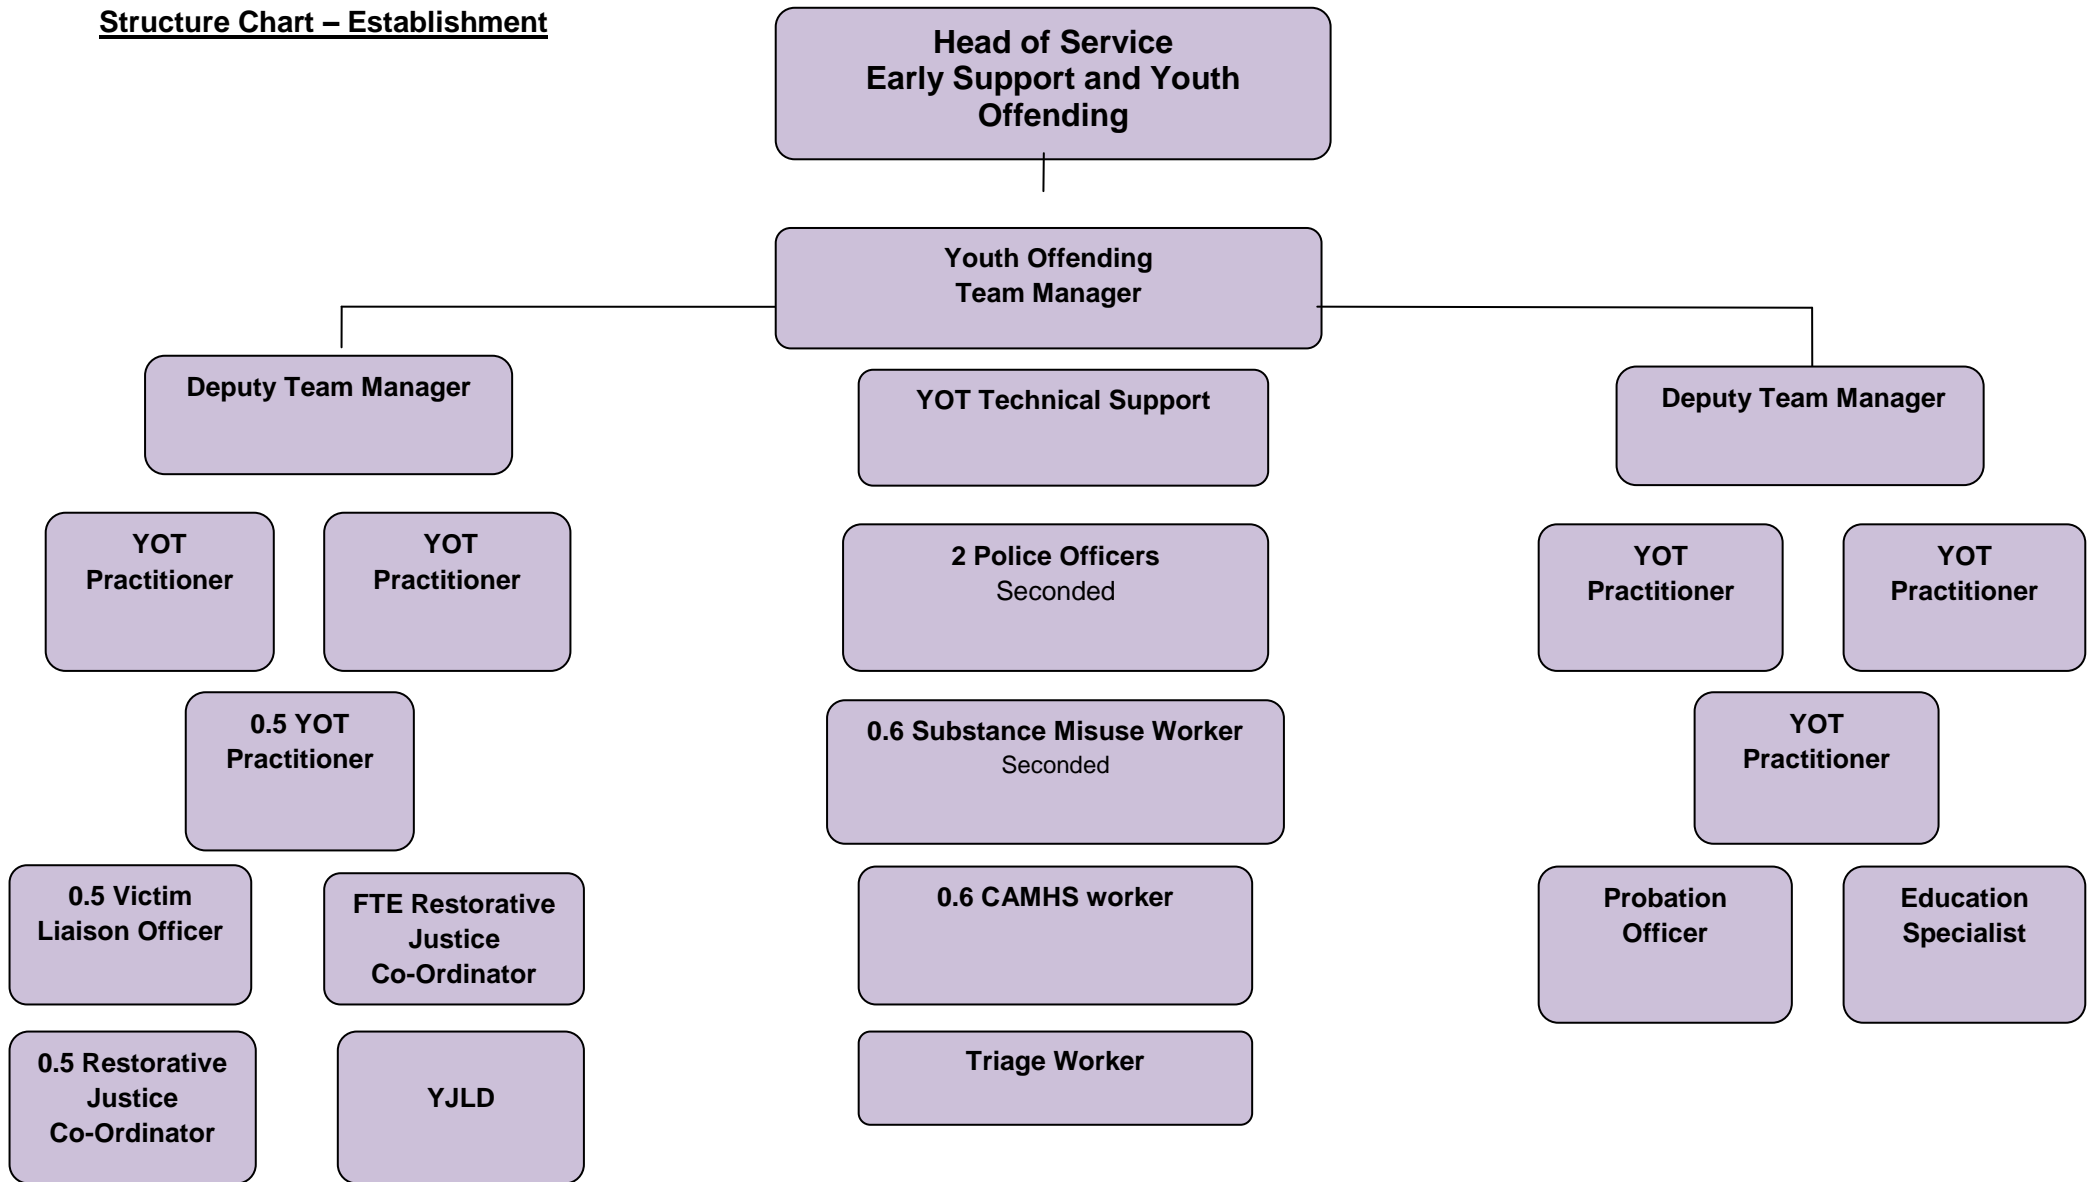 Structure Chart – Establishment
Head of Service
Early Support and Youth
Offending
Youth Offending
Team Manager
Deputy Team Manager
YOT Technical Support
Deputy Team Manager
YOT
Practitioner
YOT
Practitioner
2 Police Officers
Seconded
YOT
Practitioner
YOT
Practitioner
0.5 YOT
Practitioner
0.6 Substance Misuse Worker
Seconded
YOT
Practitioner
0.5 Victim
Liaison Officer
FTE Restorative
Justice
Co-Ordinator
0.6 CAMHS worker
Probation
Officer
Education
Specialist
0.5 Restorative
Justice
Co-Ordinator
YJLD
Triage Worker